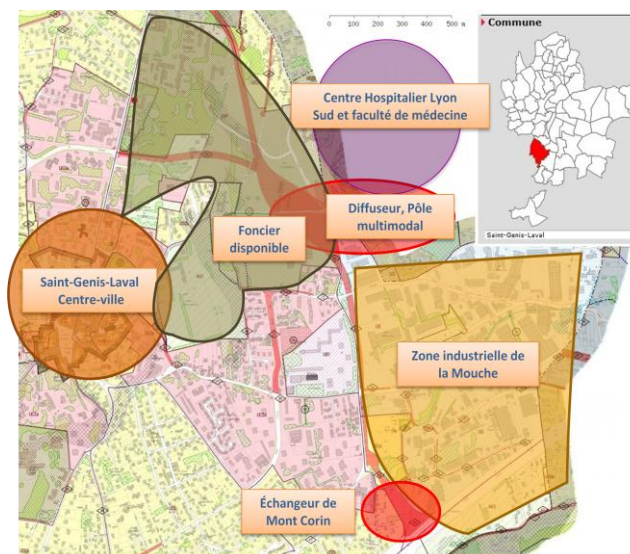 0 100 200 300 400 500 m
Commune
Centre Hospitalier Lyon
Sud et faculté de médecine
Foncier
disponible
Diffuseur, Pôle
multimodal
Saint-Genis-Laval
Saint-Genis-Laval
Centre-ville
Zone industrielle de
la Mouche
Échangeur de
Mont Corin